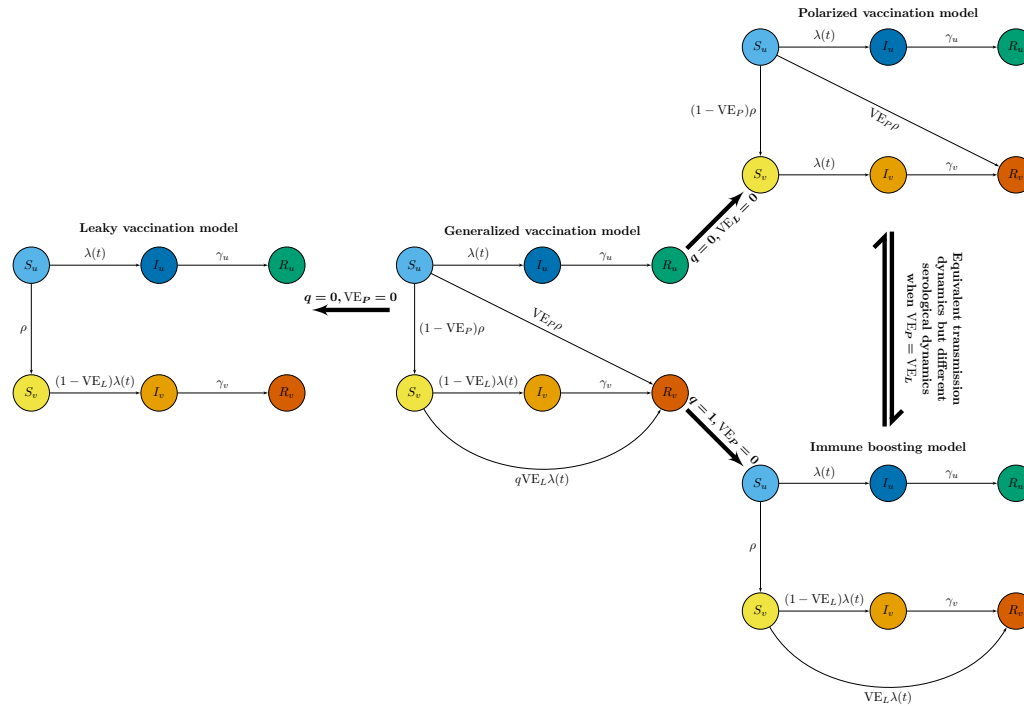 Polarized vaccination model
S_u
λ(t)
I_u
γ_u
R_u
(1 − VE_P)ρ
VE_Pρ
S_v
λ(t)
I_v
γ_v
R_v
q = 0, VE_L = 0
Leaky vaccination model
S_u
λ(t)
I_u
γ_u
R_u
ρ
S_v
(1 − VE_L)λ(t)
I_v
γ_v
R_v
q = 0, VE_P = 0
Generalized vaccination model
S_u
λ(t)
I_u
γ_u
R_u
(1 − VE_P)ρ
VE_Pρ
S_v
(1 − VE_L)λ(t)
I_v
γ_v
R_v
qVE_Lλ(t)
q = 1, VE_P = 0
Equivalent transmission
dynamics but different
serological dynamics
when VE_P = VE_L
Immune boosting model
S_u
λ(t)
I_u
γ_u
R_u
ρ
S_v
(1 − VE_L)λ(t)
I_v
γ_v
R_v
VE_Lλ(t)